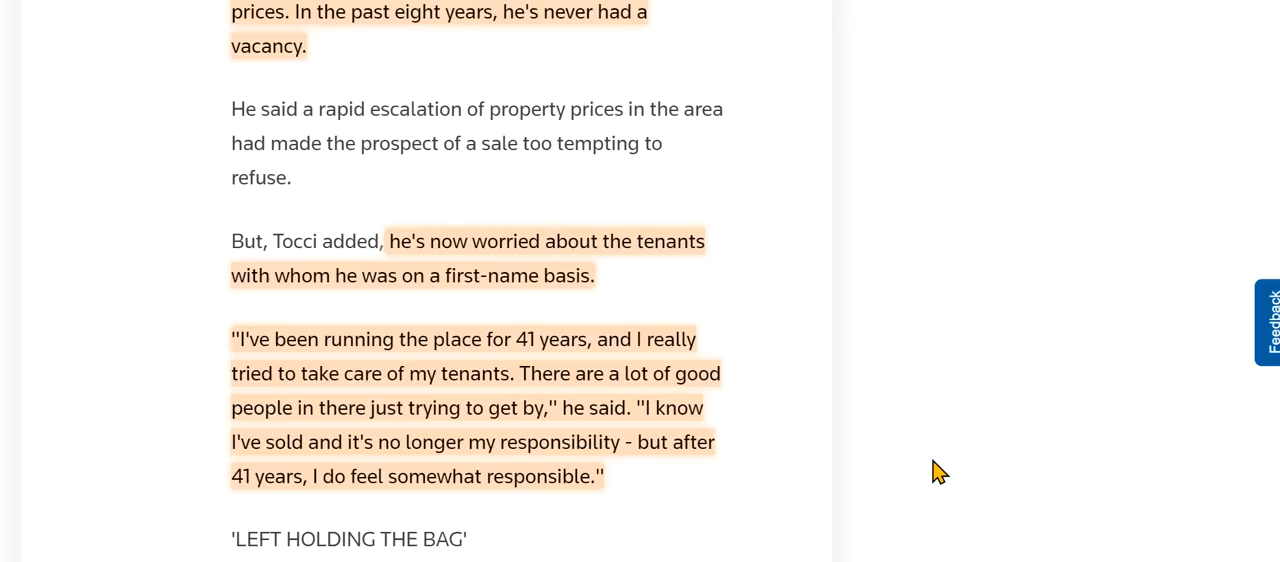 prices. In the past eight years, he's never had a
vacancy.
He said a rapid escalation of property prices in the area
had made the prospect of a sale too tempting to
refuse.
But, Tocci added, he's now worried about the tenants
with whom he was on a first-name basis.
"I've been running the place for 41 years, and I really
tried to take care of my tenants. There are a lot of good
people in there just trying to get by," he said. "I know
I've sold and it's no longer my responsibility - but after
41 years, I do feel somewhat responsible."
'LEFT HOLDING THE BAG'
Feedback